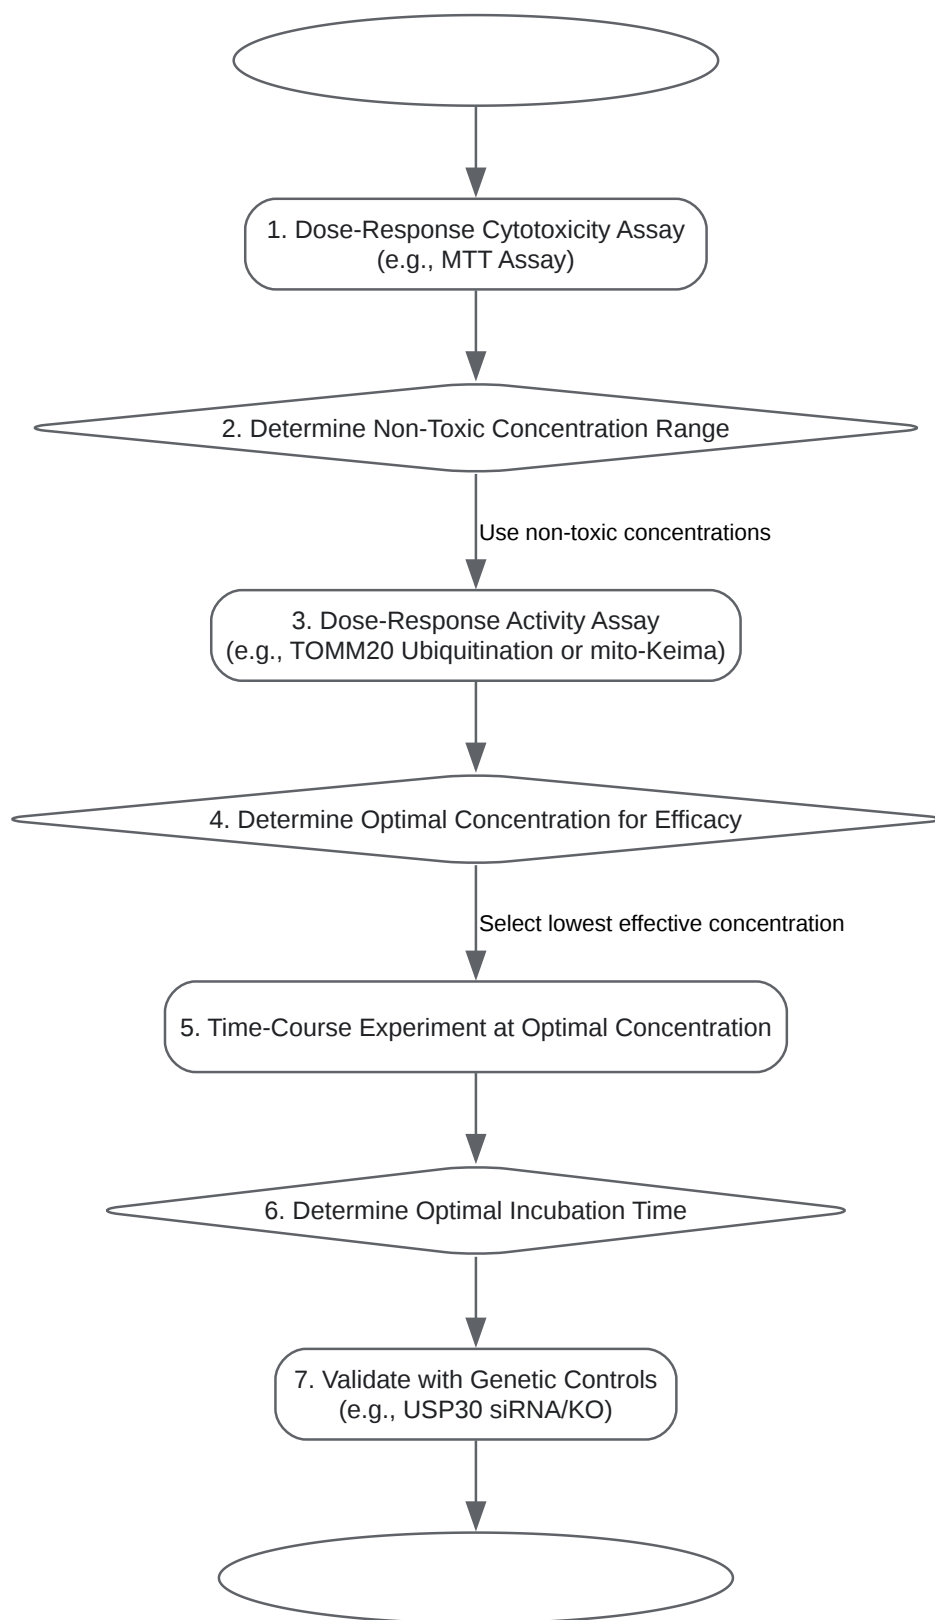 1. Dose-Response Cytotoxicity Assay
(e.g., MTT Assay)
2. Determine Non-Toxic Concentration Range
Use non-toxic concentrations
3. Dose-Response Activity Assay
(e.g., TOMM20 Ubiquitination or mito-Keima)
4. Determine Optimal Concentration for Efficacy
Select lowest effective concentration
5. Time-Course Experiment at Optimal Concentration
6. Determine Optimal Incubation Time
7. Validate with Genetic Controls
(e.g., USP30 siRNA/KO)